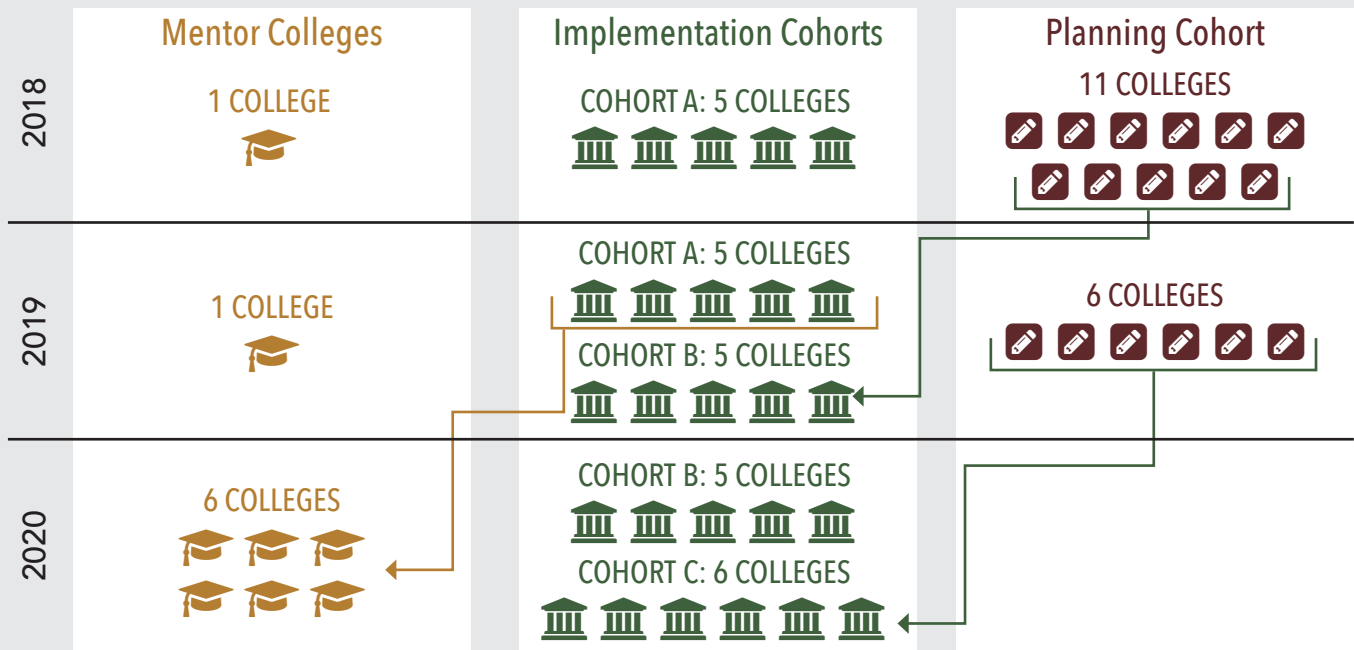 Mentor Colleges
Implementation Cohorts
Planning Cohort
2018
1 COLLEGE
COHORT A: 5 COLLEGES
11 COLLEGES
2019
1 COLLEGE
COHORT A: 5 COLLEGES
COHORT B: 5 COLLEGES
6 COLLEGES
2020
6 COLLEGES
COHORT B: 5 COLLEGES
COHORT C: 6 COLLEGES